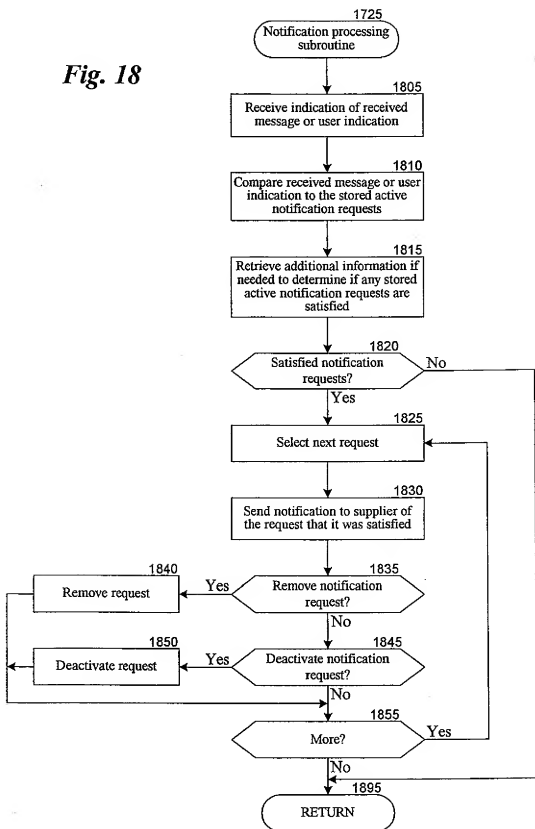 Fig. 18
1725
Notification processing
subroutine
1805
Receive indication of received
message or user indication
1810
Compare received message or user
indication to the stored active
notification requests
1815
Retrieve additional information if
needed to determine if any stored
active notification requests are
satisfied
1820
Satisfied notification
requests?
No
Yes
1825
Select next request
1830
Send notification to supplier of
the request that it was satisfied
1840
Remove request
Yes
1835
Remove notification
request?
No
1850
Deactivate request
Yes
1845
Deactivate notification
request?
No
1855
More?
Yes
No
1895
RETURN